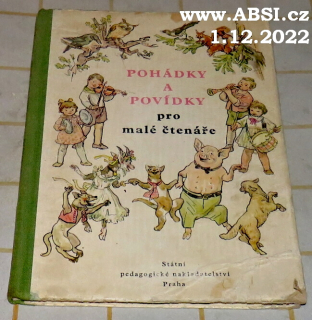 www.ABSI.cz
1.12.2022
POHÁDKY
A
POVÍDKY
pro
malé čtenáře
Státní
pedagogické nakladatelství
Praha